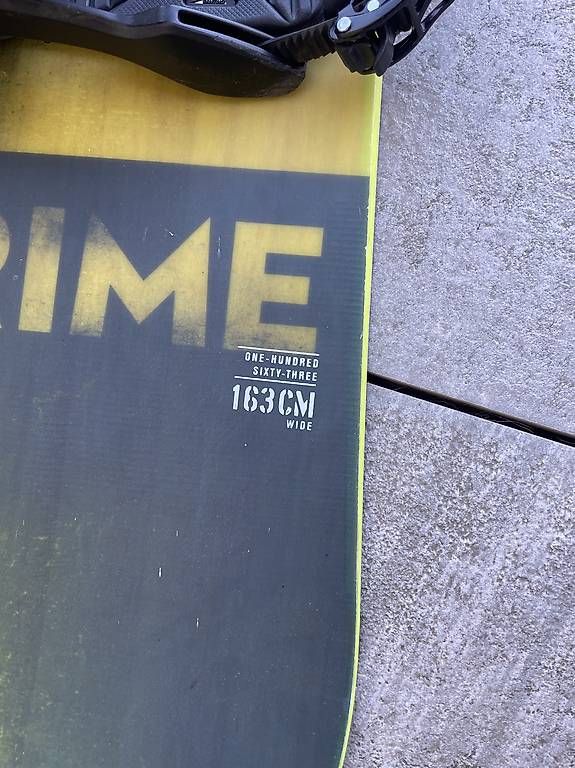 RIME
ONE-HUNDRED
SIXTY-THREE
163CM
WIDE